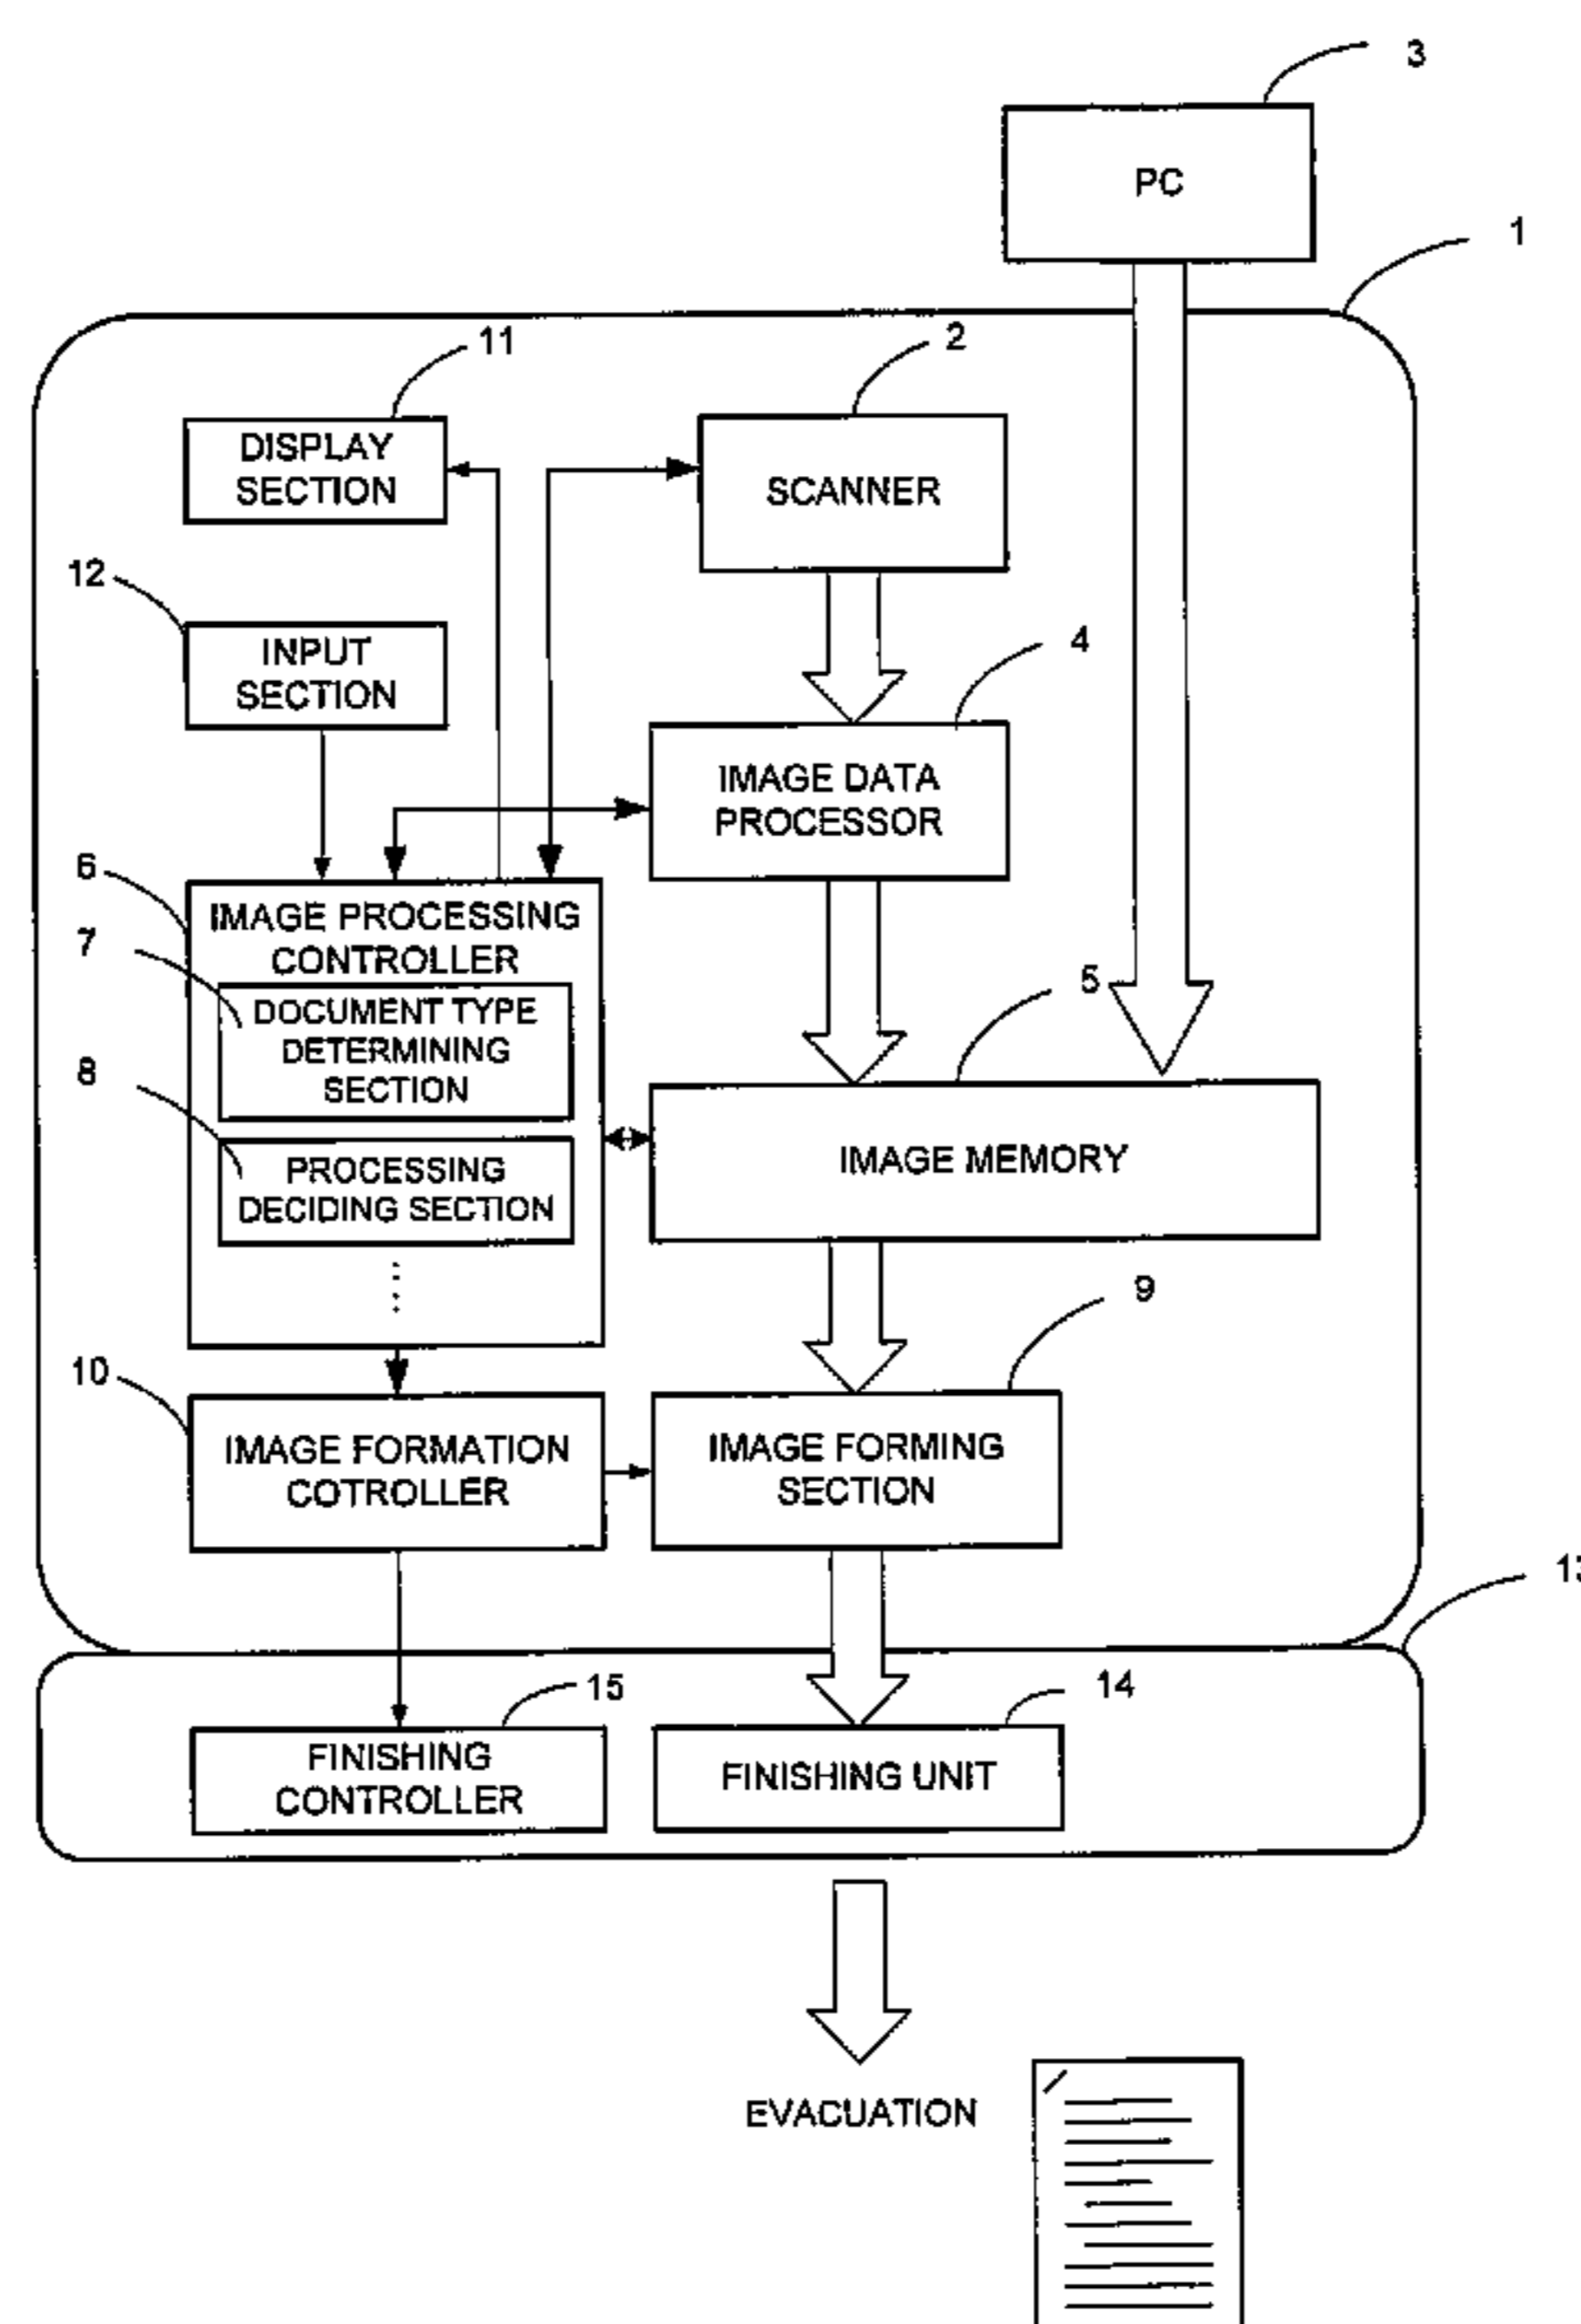 3
PC
1
11
2
DISPLAY
SECTION
SCANNER
12
INPUT
SECTION
4
IMAGE DATA
PROCESSOR
6
IMAGE PROCESSING
CONTROLLER
7
DOCUMENT TYPE
DETERMINING
SECTION
5
8
PROCESSING
DECIDING SECTION
IMAGE MEMORY
9
10
IMAGE FORMATION
COTROLLER
IMAGE FORMING
SECTION
15
14
FINISHING
CONTROLLER
FINISHING UNIT
EVACUATION